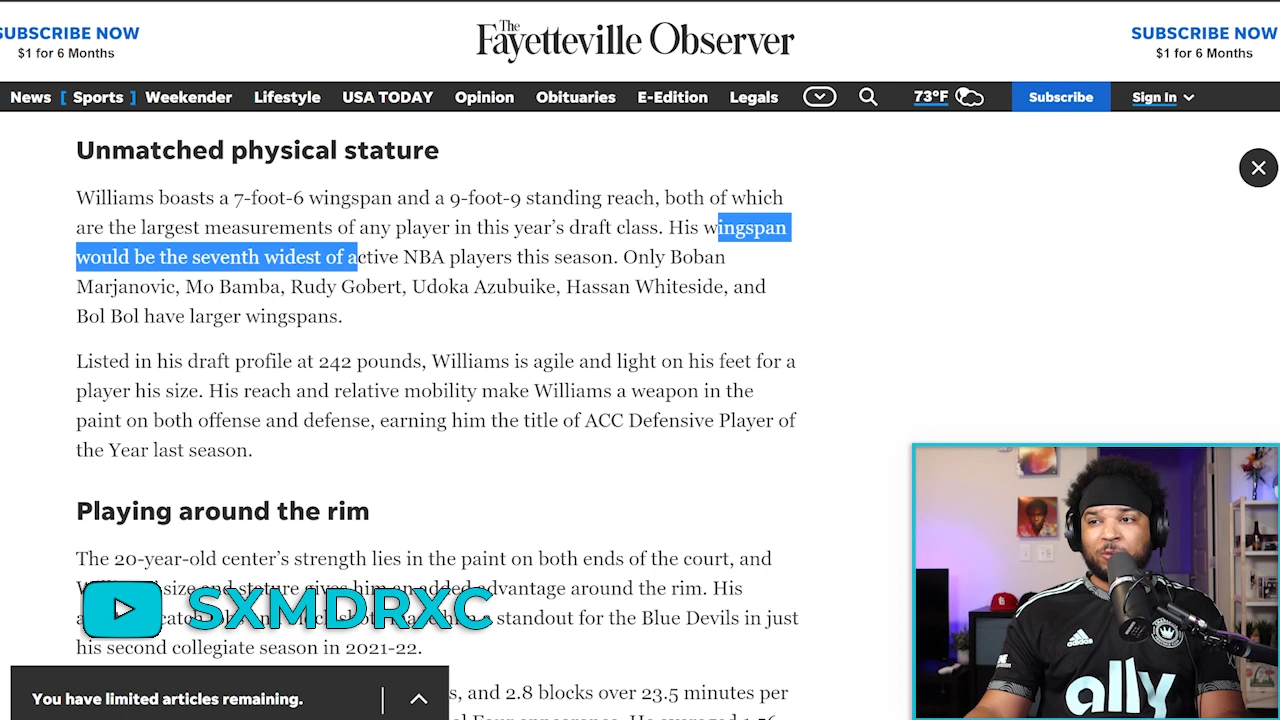 SUBSCRIBE NOW
$1 for 6 Months
The
Fayetteville Observer
SUBSCRIBE NOW
$1 for 6 Months
News [ Sports ] Weekender Lifestyle USA TODAY Opinion Obituaries E-Edition Legals 73°F Subscribe Sign In
Unmatched physical stature
Williams boasts a 7-foot-6 wingspan and a 9-foot-9 standing reach, both of which
are the largest measurements of any player in this year's draft class. His wingspan
would be the seventh widest of active NBA players this season. Only Boban
Marjanovic, Mo Bamba, Rudy Gobert, Udoka Azubuike, Hassan Whiteside, and
Bol Bol have larger wingspans.
Listed in his draft profile at 242 pounds, Williams is agile and light on his feet for a
player his size. His reach and relative mobility make Williams a weapon in the
paint on both offense and defense, earning him the title of ACC Defensive Player of
the Year last season.
Playing around the rim
The 20-year-old center's strength lies in the paint on both ends of the court, and
size and stature gives him an added advantage around the rim. His
standout for the Blue Devils in just
SXMDRXC
his second collegiate season in 2021-22.
You have limited articles remaining.
and 2.8 blocks over 23.5 minutes per
adidas
ally